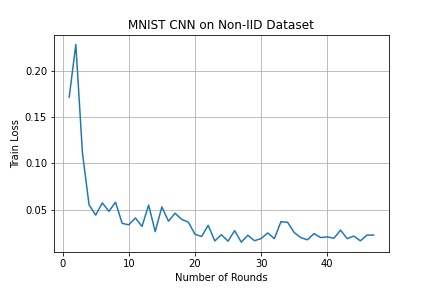 MNIST CNN on Non-IID Dataset
0.20
0.15
0.10
0.05
Train Loss
0 10 20 30 40
Number of Rounds